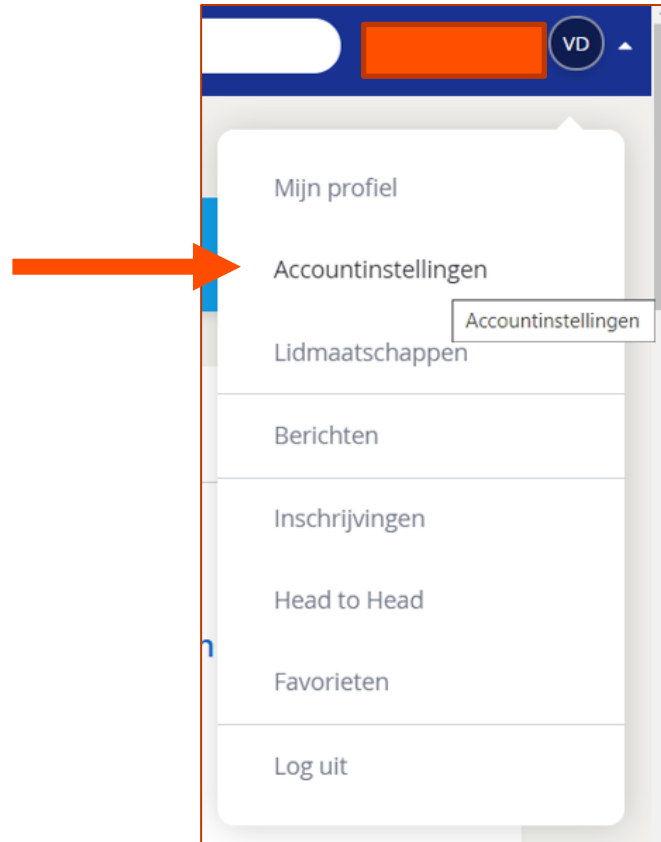 VD
Mijn profiel
Accountinstellingen
Accountinstellingen
Lidmaatschappen
Berichten
Inschrijvingen
Head to Head
n
Favorieten
Log uit